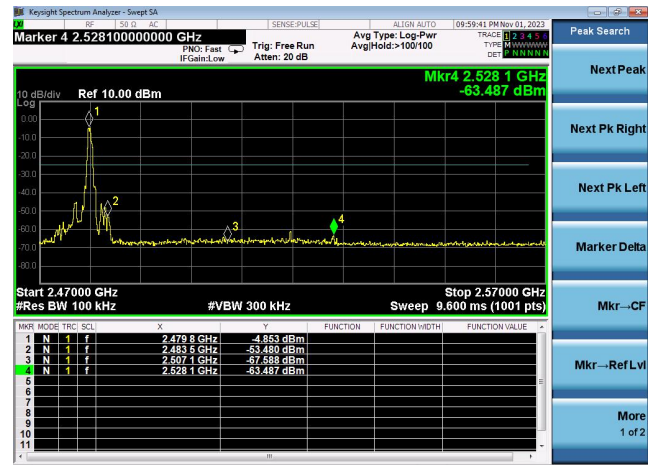 Keysight Spectrum Analyzer - Swept SA
LXI RF 50 Ω AC SENSE:PULSE ALIGN AUTO 09:59:41 PM Nov 01, 2023
Marker 4 2.528100000000 GHz
PNO: Fast
IFGain:Low
Trig: Free Run
Atten: 20 dB
Avg Type: Log-Pwr
Avg|Hold:>100/100
TRACE 1 2 3 4 5 6
TYPE M W W W W W
DET P N N N N N
Mkr4 2.528 1 GHz
-63.487 dBm
10 dB/div Ref 10.00 dBm
Log
0.00
-10.0
-20.0
-30.0
-40.0
-50.0
-60.0
-70.0
-80.0
1
2
3
4
Start 2.47000 GHz Stop 2.57000 GHz
#Res BW 100 kHz #VBW 300 kHz Sweep 9.600 ms (1001 pts)
MKR MODE TRC SCL X Y FUNCTION FUNCTION WIDTH FUNCTION VALUE
1 N 1 f 2.479 8 GHz -4.853 dBm
2 N 1 f 2.483 5 GHz -53.480 dBm
3 N 1 f 2.507 1 GHz -67.588 dBm
4 N 1 f 2.528 1 GHz -63.487 dBm
5
6
7
8
9
10
11
Peak Search
Next Peak
Next Pk Right
Next Pk Left
Marker Delta
Mkr→CF
Mkr→Ref Lvl
More
1 of 2